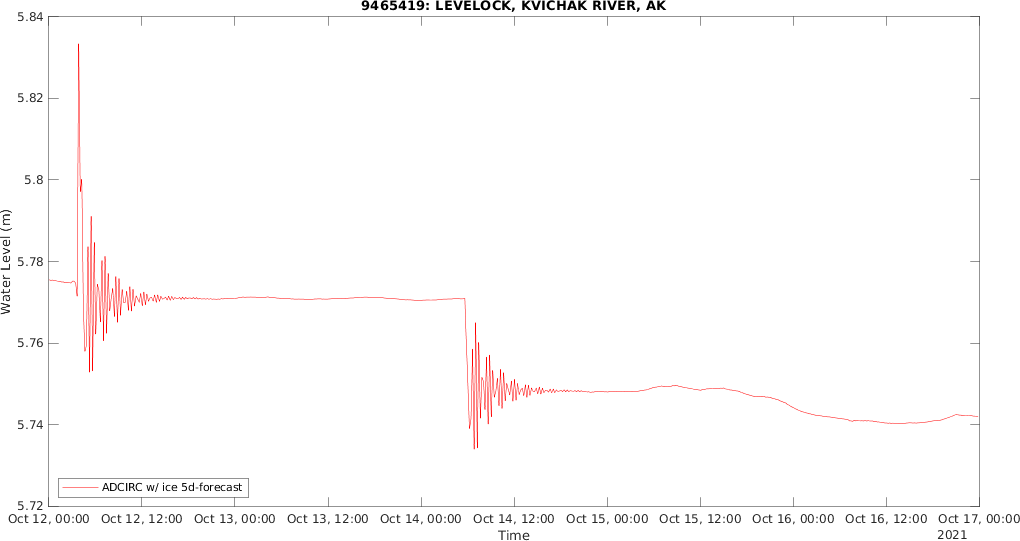 9465419: LEVELOCK, KVICHAK RIVER, AK
5.84
5.82
5.8
5.78
5.76
5.74
5.72
Water Level (m)
ADCIRC w/ ice 5d-forecast
Oct 12, 00:00 Oct 12, 12:00 Oct 13, 00:00 Oct 13, 12:00 Oct 14, 00:00 Oct 14, 12:00 Oct 15, 00:00 Oct 15, 12:00 Oct 16, 00:00 Oct 16, 12:00 Oct 17, 00:00
Time
2021